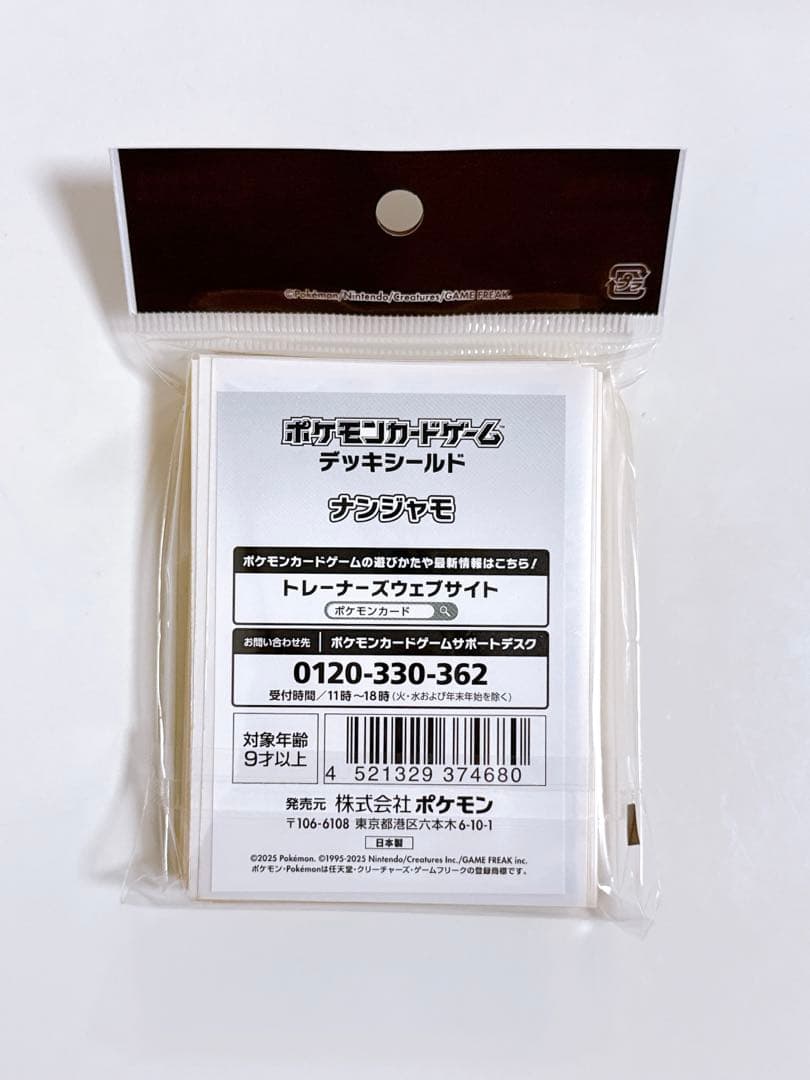 ©Pokémon/Nintendo/Creatures/GAME FREAK.
プラ
ポケモンカードゲーム™
デッキシールド
ナンジャモ
ポケモンカードゲームの遊びかたや最新情報はこちら!
トレーナーズウェブサイト
ポケモンカード
お問い合わせ先 | ポケモンカードゲームサポートデスク
0120-330-362
受付時間/11時~18時(火・水および年末年始を除く)
対象年齢
9才以上
4 521329 374680
発売元 株式会社 ポケモン
〒106-6108 東京都港区六本木6-10-1
日本製
©2025 Pokémon. ©1995-2025 Nintendo/Creatures Inc./GAME FREAK inc.
ポケモン・Pokémonは任天堂・クリーチャーズ・ゲームフリークの登録商標です。